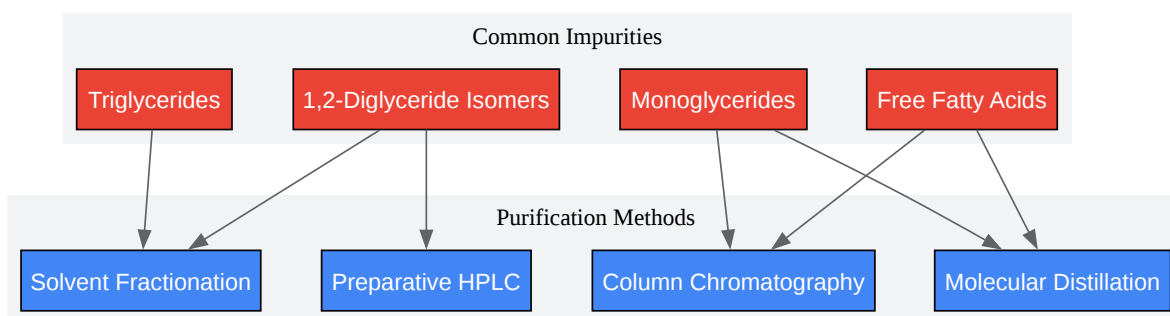 Common Impurities
Triglycerides
1,2-Diglyceride Isomers
Monoglycerides
Free Fatty Acids
Purification Methods
Solvent Fractionation
Preparative HPLC
Column Chromatography
Molecular Distillation